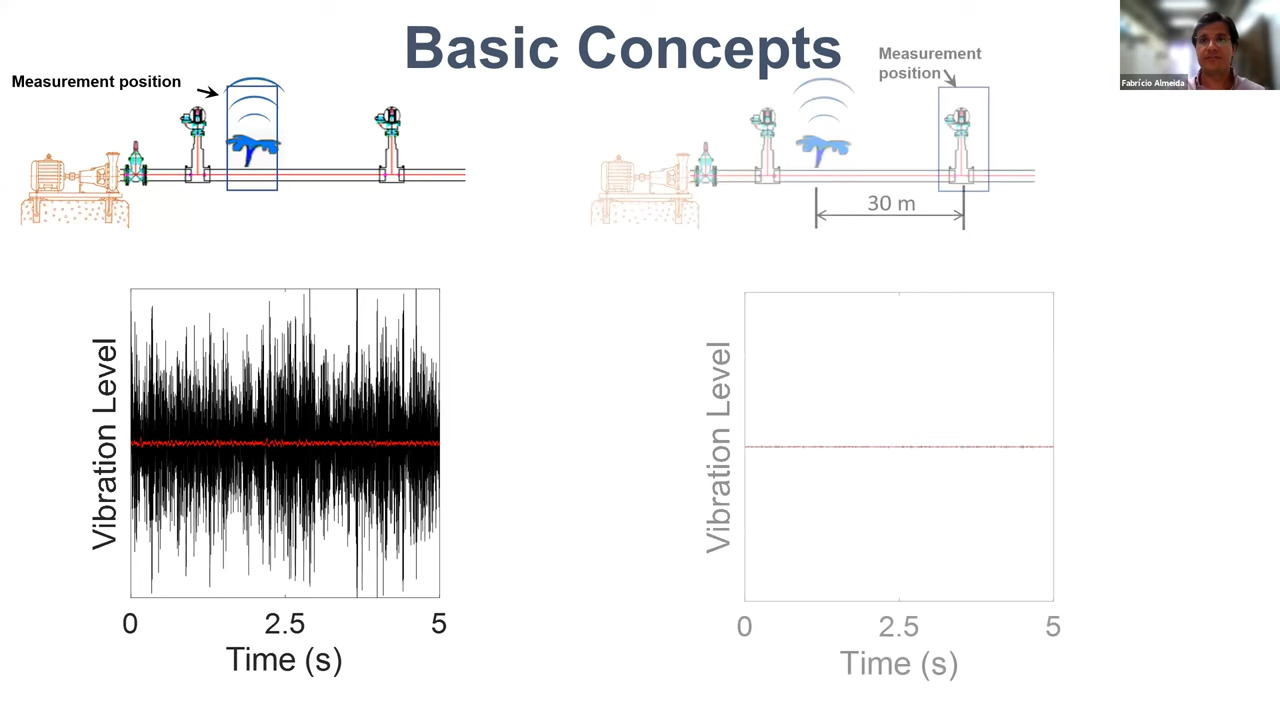 Basic Concepts
Measurement position
Measurement
position
Fabrício Almeida
30 m
Vibration Level
0
2.5
5
Time (s)
Vibration Level
0
2.5
5
Time (s)